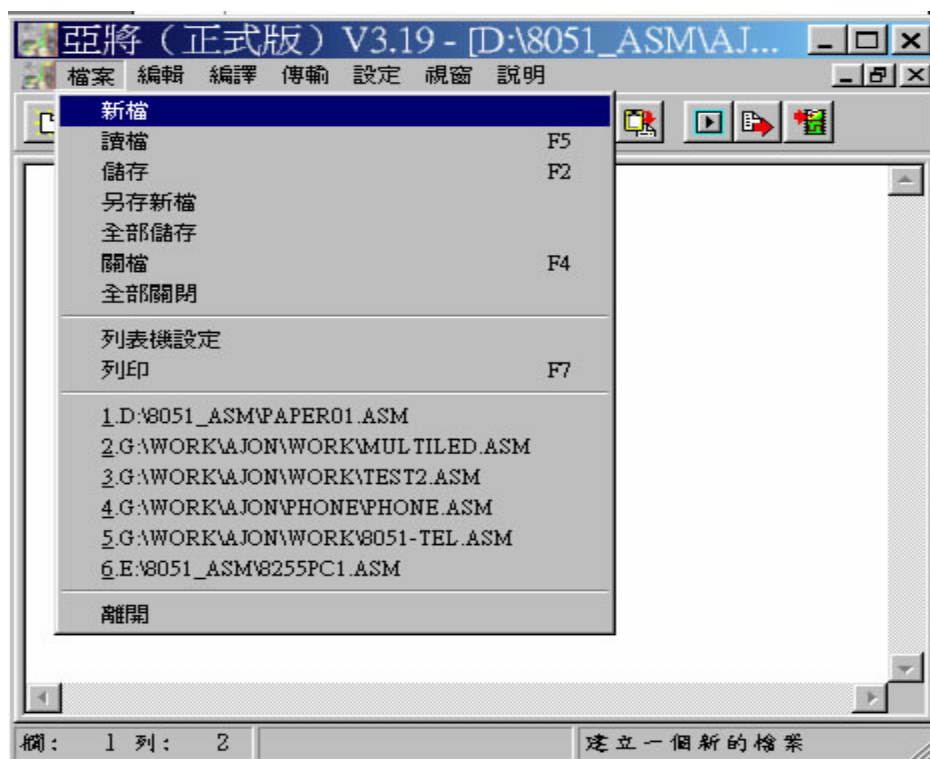 亞將（正式版）V3.19 - [D:\8051_ASM\AJ...
檔案 編輯 編譯 傳輸 設定 視窗 說明
新檔
讀檔 F5
儲存 F2
另存新檔
全部儲存
關檔 F4
全部關閉
列表機設定
列印 F7
1.D:\8051_ASM\PAPER01.ASM
2.G:\WORK\AJON\WORK\MULTILED.ASM
3.G:\WORK\AJON\WORK\TEST2.ASM
4.G:\WORK\AJON\PHONE\PHONE.ASM
5.G:\WORK\AJON\WORK\8051-TEL.ASM
6.E:\8051_ASM\8255PC1.ASM
離開
欄: 1 列: 2 建立一個新的檔案